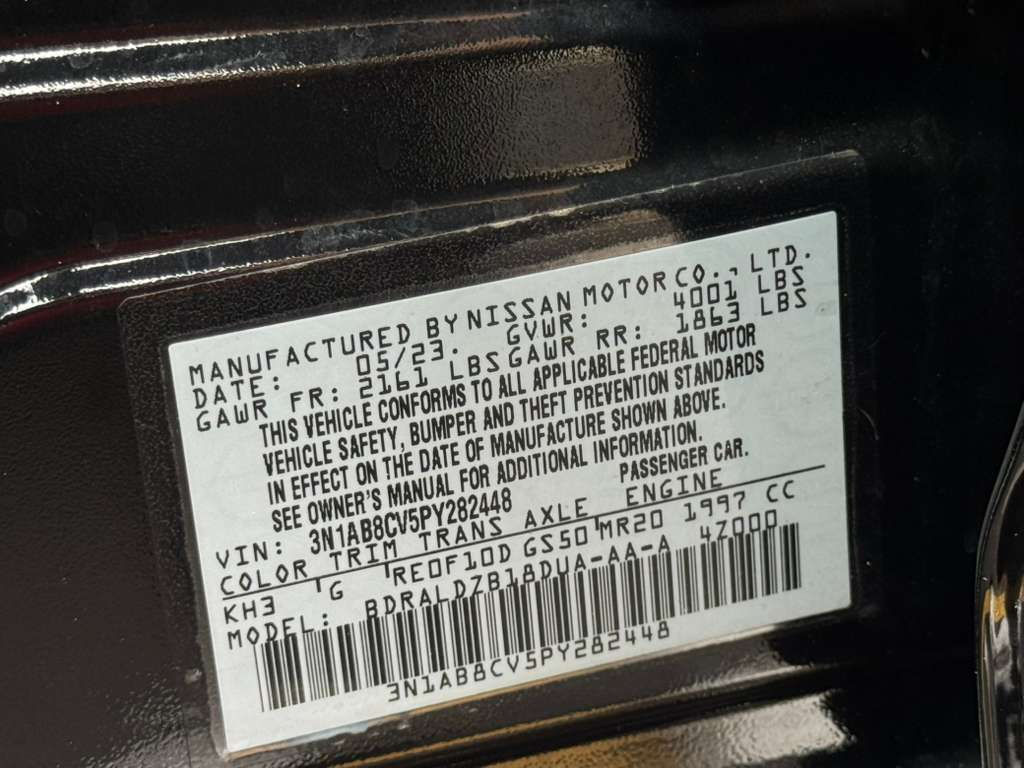 MANUFACTURED BY NISSAN MOTOR CO., LTD.
DATE: 05/23. GVWR: 4001 LBS
GAWR FR: 2161 LBS GAWR RR: 1863 LBS
THIS VEHICLE CONFORMS TO ALL APPLICABLE FEDERAL MOTOR
VEHICLE SAFETY, BUMPER AND THEFT PREVENTION STANDARDS
IN EFFECT ON THE DATE OF MANUFACTURE SHOWN ABOVE.
SEE OWNER'S MANUAL FOR ADDITIONAL INFORMATION.
VIN: 3N1AB8CV5PY282448 PASSENGER CAR.
COLOR TRIM TRANS AXLE ENGINE
KH3 G RE0F10D GS50 MR20 1997 CC
MODEL: BDRALDZB18DUA-AA-A 4Z000
3N1AB8CV5PY282448